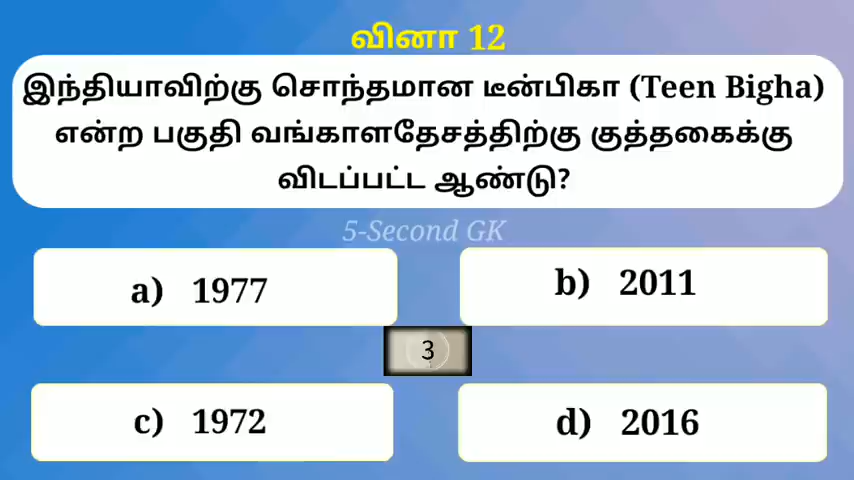 வினா 12
இந்தியாவிற்கு சொந்தமான டீன்பிகா (Teen Bigha)
என்ற பகுதி வங்காளதேசத்திற்கு குத்தகைக்கு
விடப்பட்ட ஆண்டு?
5-Second GK
a) 1977
b) 2011
3
c) 1972
d) 2016